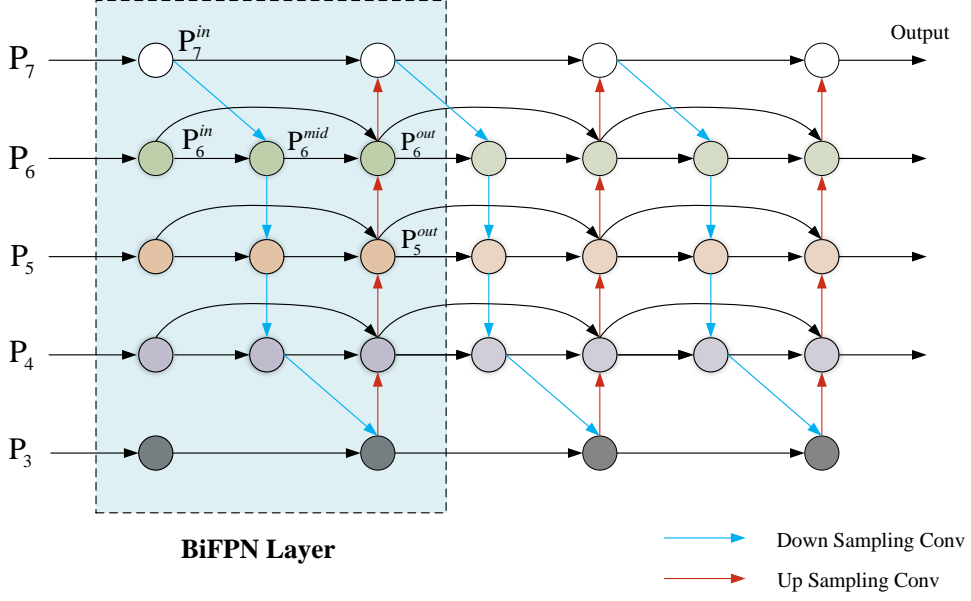 Output
P₇
P₇ⁱⁿ
P₆
P₆ⁱⁿ
P₆ᵐⁱᵈ
P₆ᵒᵘᵗ
P₅
P₅ᵒᵘᵗ
P₄
P₃
BiFPN Layer
Down Sampling Conv
Up Sampling Conv